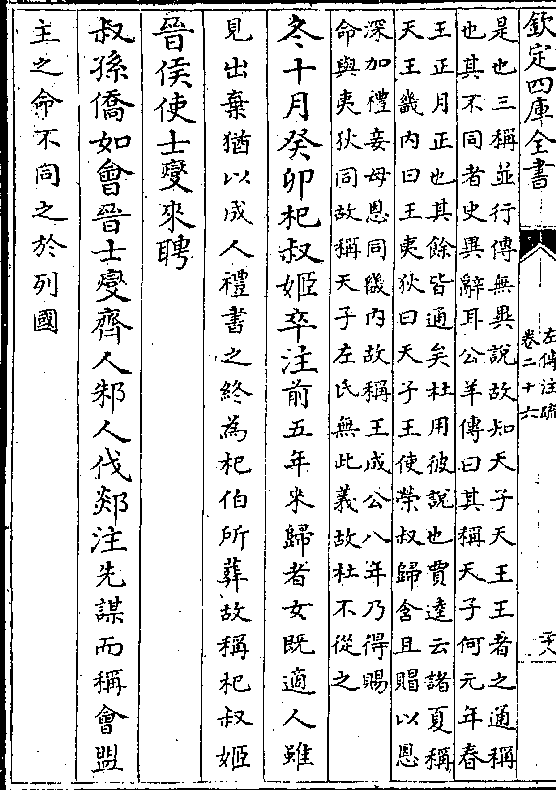 欽定四庫全書
左傳注疏
卷二十六
是也三稱並行傳無異說故知天子天王王者之通稱
也其不同者史異辭耳公羊傳曰其稱天子何元年春
王正月正也其餘皆通矣杜用彼說也賈逵云諸夏稱
天王畿內曰王夷狄曰天子王使榮叔歸含且賵以恩
深加禮妾母恩同畿內故稱王成公八年乃得賜
命與夷狄同故稱天子左氏無此義故杜不從之
冬十月癸卯杞叔姬卒注前五年来歸者女既適人雖
見出棄猶以成人禮書之終為杞伯所葬故稱杞叔姬
晉侯使士燮來聘
叔孫僑如會晉士燮齊人邾人伐郯注先謀而稱會盟
主之命不同之於列國